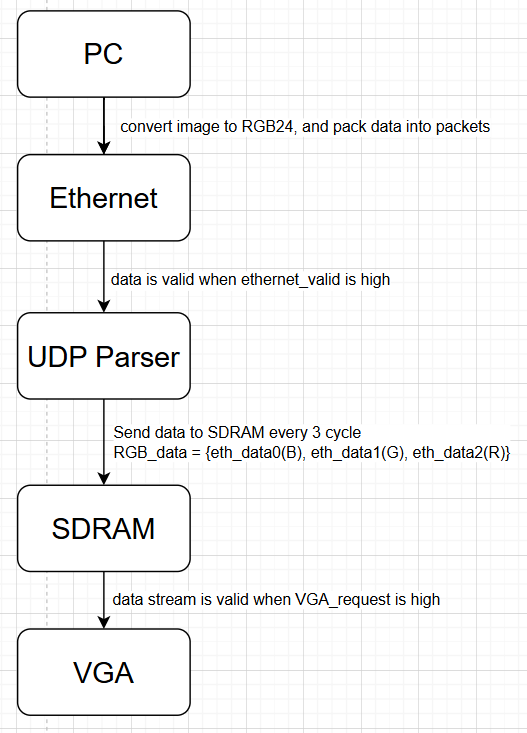 PC
convert image to RGB24, and pack data into packets
Ethernet
data is valid when ethernet_valid is high
UDP Parser
Send data to SDRAM every 3 cycle
RGB_data = {eth_data0(B), eth_data1(G), eth_data2(R)}
SDRAM
data stream is valid when VGA_request is high
VGA